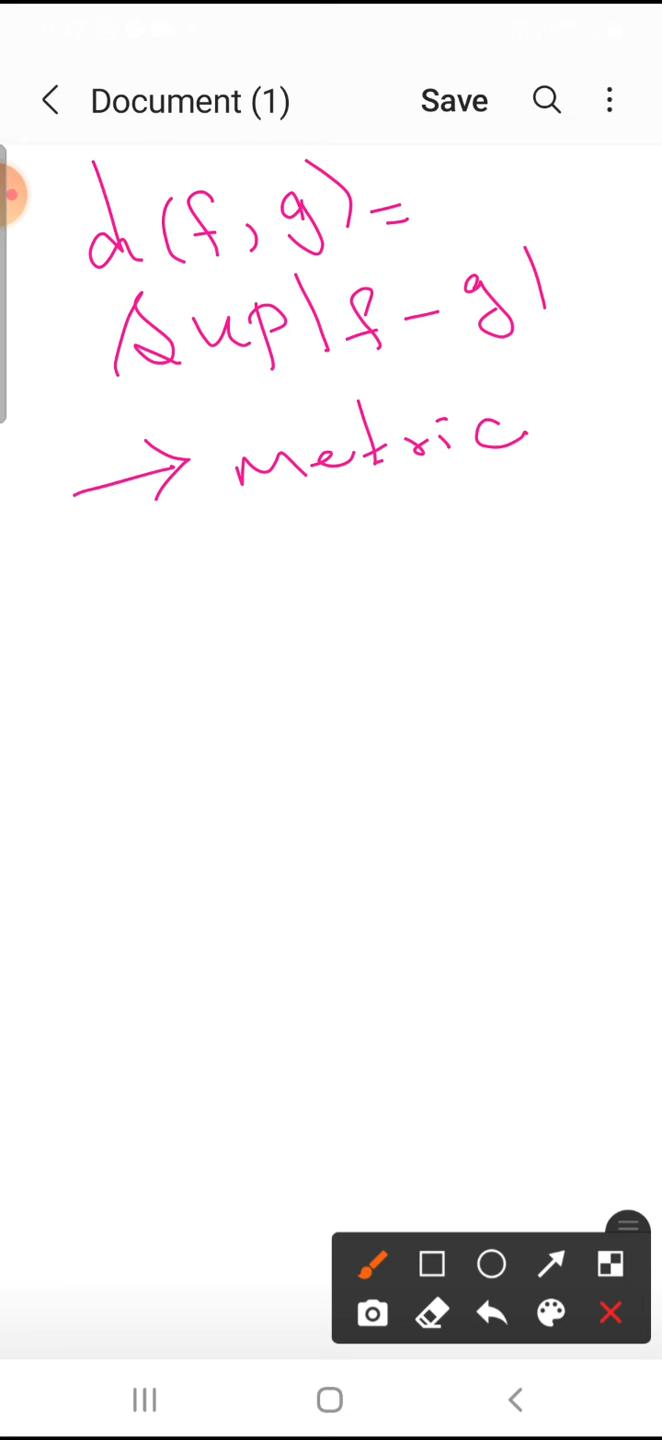 Document (1) Save
d(f, g) =
Sup|f - g|
→ metric